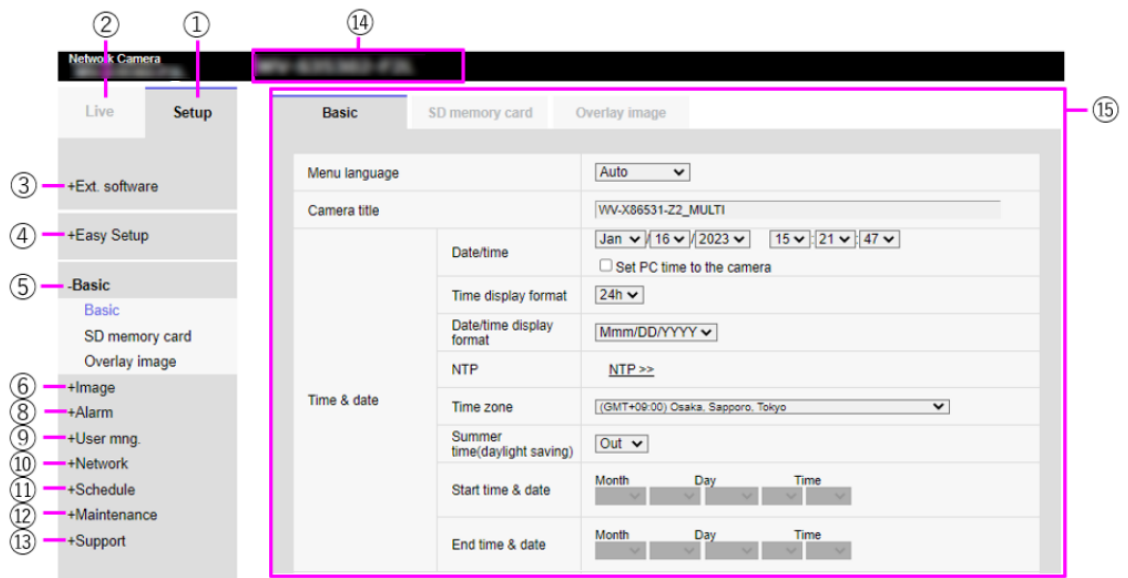 ② ① ⑭
Network Camera
Live Setup
Basic SD memory card Overlay image
⑮
③ +Ext. software
④ +Easy Setup
⑤ -Basic
Basic
SD memory card
Overlay image
⑥ +Image
⑧ +Alarm
⑨ +User mng.
⑩ +Network
⑪ +Schedule
⑫ +Maintenance
⑬ +Support
Menu language Auto
Camera title WV-X86531-Z2_MULTI
Time & date
Date/time Jan / 16 / 2023 15 : 21 : 47
Set PC time to the camera
Time display format 24h
Date/time display
format Mmm/DD/YYYY
NTP NTP >>
Time zone (GMT+09:00) Osaka, Sapporo, Tokyo
Summer
time(daylight saving) Out
Start time & date Month Day Time
End time & date Month Day Time